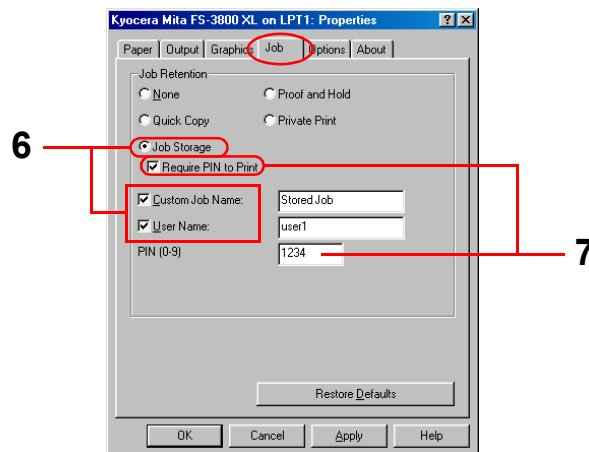 Kyocera Mita FS-3800 XL on LPT1: Properties
Paper Output Graphics Job Options About
Job Retention
None Proof and Hold
Quick Copy Private Print
6 Job Storage
Require PIN to Print
Custom Job Name: Stored Job
User Name: user1
PIN (0-9) 1234 7
Restore Defaults
OK Cancel Apply Help